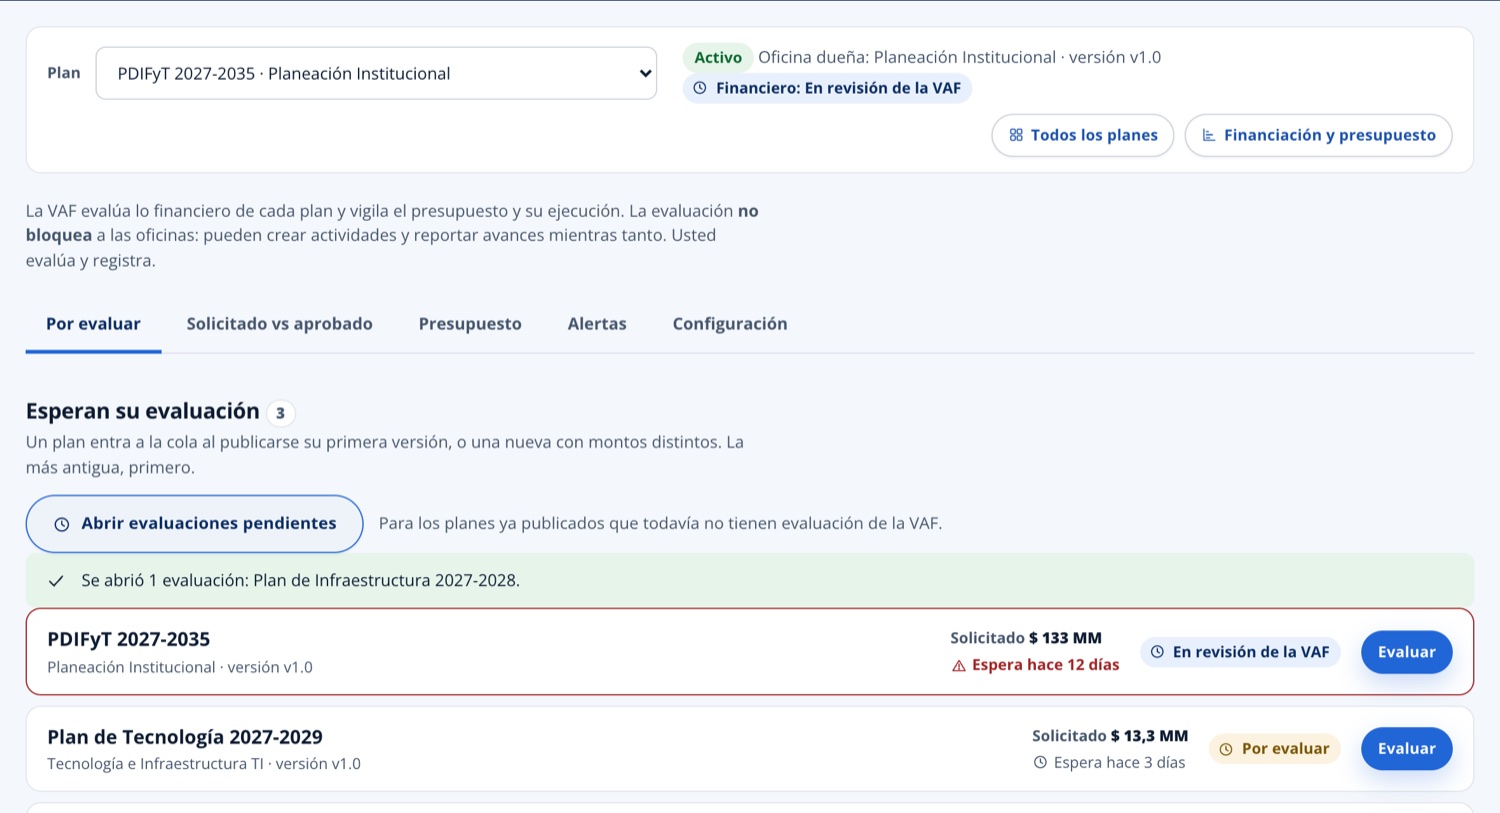 Plan
PDIFyT 2027-2035 · Planeación Institucional
Activo Oficina dueña: Planeación Institucional · versión v1.0
Financiero: En revisión de la VAF
Todos los planes
Financiación y presupuesto
La VAF evalúa lo financiero de cada plan y vigila el presupuesto y su ejecución. La evaluación no
bloquea a las oficinas: pueden crear actividades y reportar avances mientras tanto. Usted
evalúa y registra.
Por evaluar
Solicitado vs aprobado
Presupuesto
Alertas
Configuración
Esperan su evaluación 3
Un plan entra a la cola al publicarse su primera versión, o una nueva con montos distintos. La
más antigua, primero.
Abrir evaluaciones pendientes
Para los planes ya publicados que todavía no tienen evaluación de la VAF.
Se abrió 1 evaluación: Plan de Infraestructura 2027-2028.
PDIFyT 2027-2035
Planeación Institucional · versión v1.0
Solicitado $ 133 MM
Espera hace 12 días
En revisión de la VAF
Evaluar
Plan de Tecnología 2027-2029
Tecnología e Infraestructura TI · versión v1.0
Solicitado $ 13,3 MM
Espera hace 3 días
Por evaluar
Evaluar